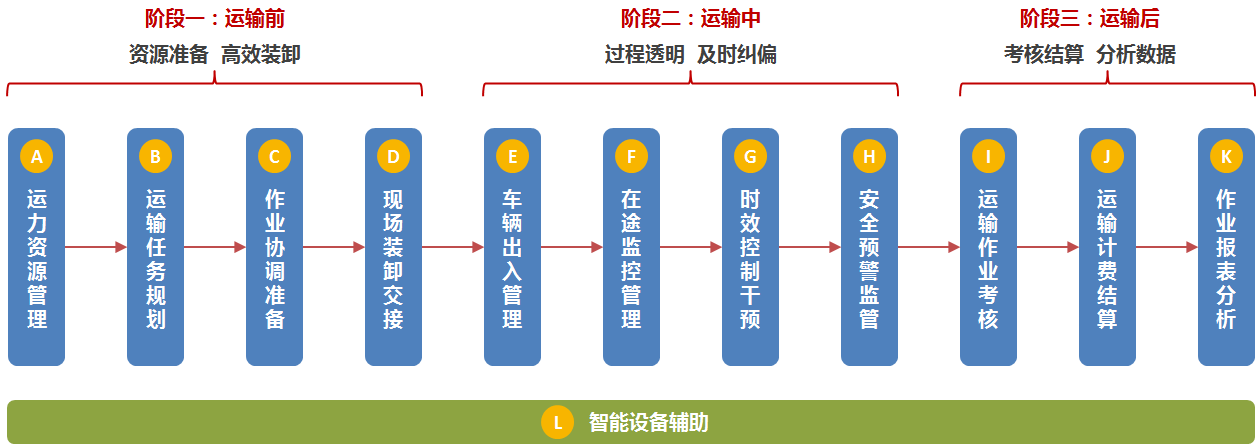 阶段一：运输前
资源准备 高效装卸
阶段二：运输中
过程透明 及时纠偏
阶段三：运输后
考核结算 分析数据
A
运力资源管理
B
运输任务规划
C
作业协调准备
D
现场装卸交接
E
车辆出入管理
F
在途监控管理
G
时效控制干预
H
安全预警监管
I
运输作业考核
J
运输计费结算
K
作业报表分析
L 智能设备辅助